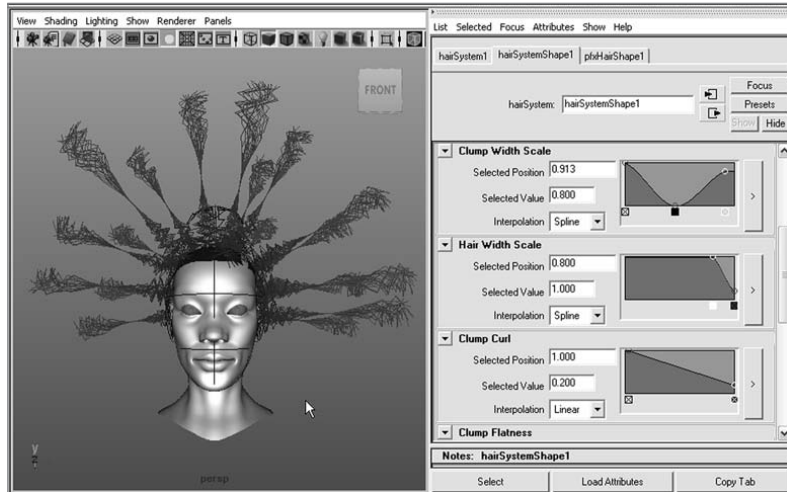 View Shading Lighting Show Renderer Panels
FRONT
y
z
persp
List Selected Focus Attributes Show Help
hairSystem1 hairSystemShape1 pfxHairShape1
hairSystem: hairSystemShape1
Focus
Presets
Show Hide
Clump Width Scale
Selected Position 0.913
Selected Value 0.800
Interpolation Spline
Hair Width Scale
Selected Position 0.800
Selected Value 1.000
Interpolation Spline
Clump Curl
Selected Position 1.000
Selected Value 0.200
Interpolation Linear
Clump Flatness
Notes: hairSystemShape1
Select Load Attributes Copy Tab